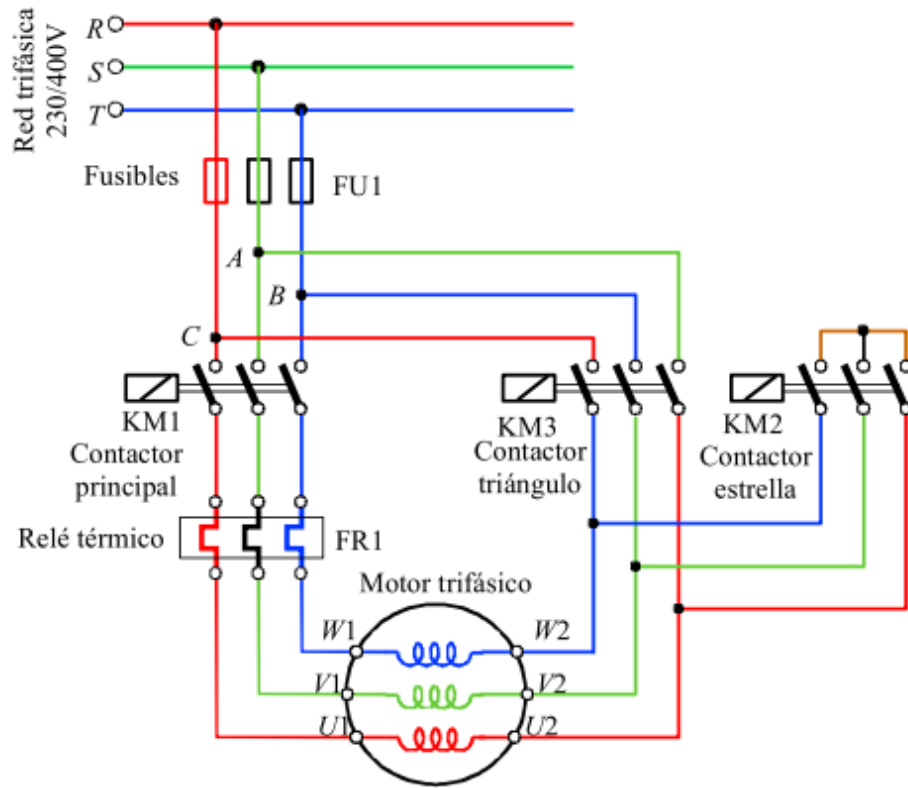 Red trifásica
230/400V
R
S
T
Fusibles
FU1
A
B
C
KM1
Contactor
principal
KM3
Contactor
triángulo
KM2
Contactor
estrella
Relé térmico
FR1
Motor trifásico
W1
W2
V1
V2
U1
U2